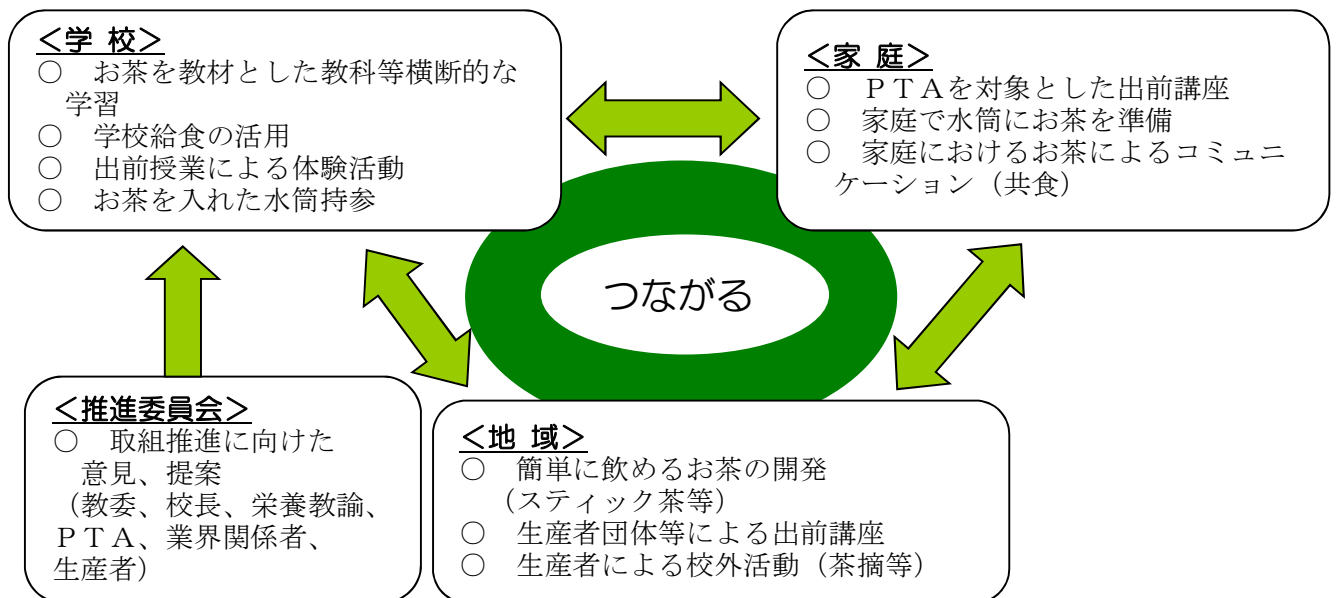 ＜学 校＞
○　お茶を教材とした教科等横断的な
学習
○　学校給食の活用
○　出前授業による体験活動
○　お茶を入れた水筒持参
＜家 庭＞
○　ＰＴＡを対象とした出前講座
○　家庭で水筒にお茶を準備
○　家庭におけるお茶によるコミュニ
ケーション（共食）
つながる
＜推進委員会＞
○　取組推進に向けた
意見、提案
（教委、校長、栄養教諭、
ＰＴＡ、業界関係者、
生産者）
＜地 域＞
○　簡単に飲めるお茶の開発
（スティック茶等）
○　生産者団体等による出前講座
○　生産者による校外活動（茶摘等）